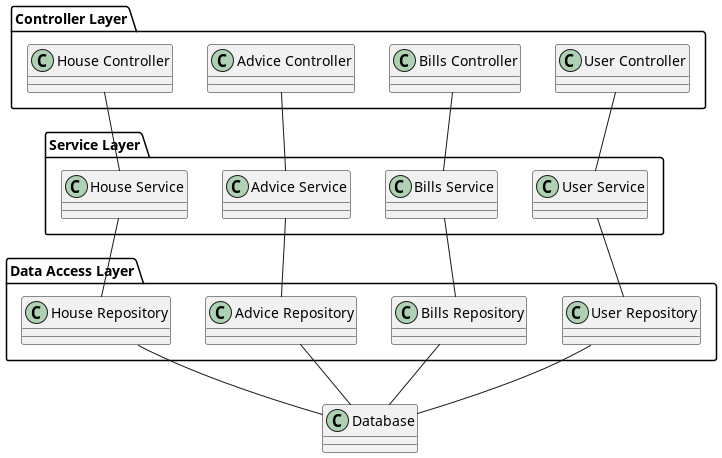 Controller Layer
C House Controller
C Advice Controller
C Bills Controller
C User Controller
Service Layer
C House Service
C Advice Service
C Bills Service
C User Service
Data Access Layer
C House Repository
C Advice Repository
C Bills Repository
C User Repository
C Database